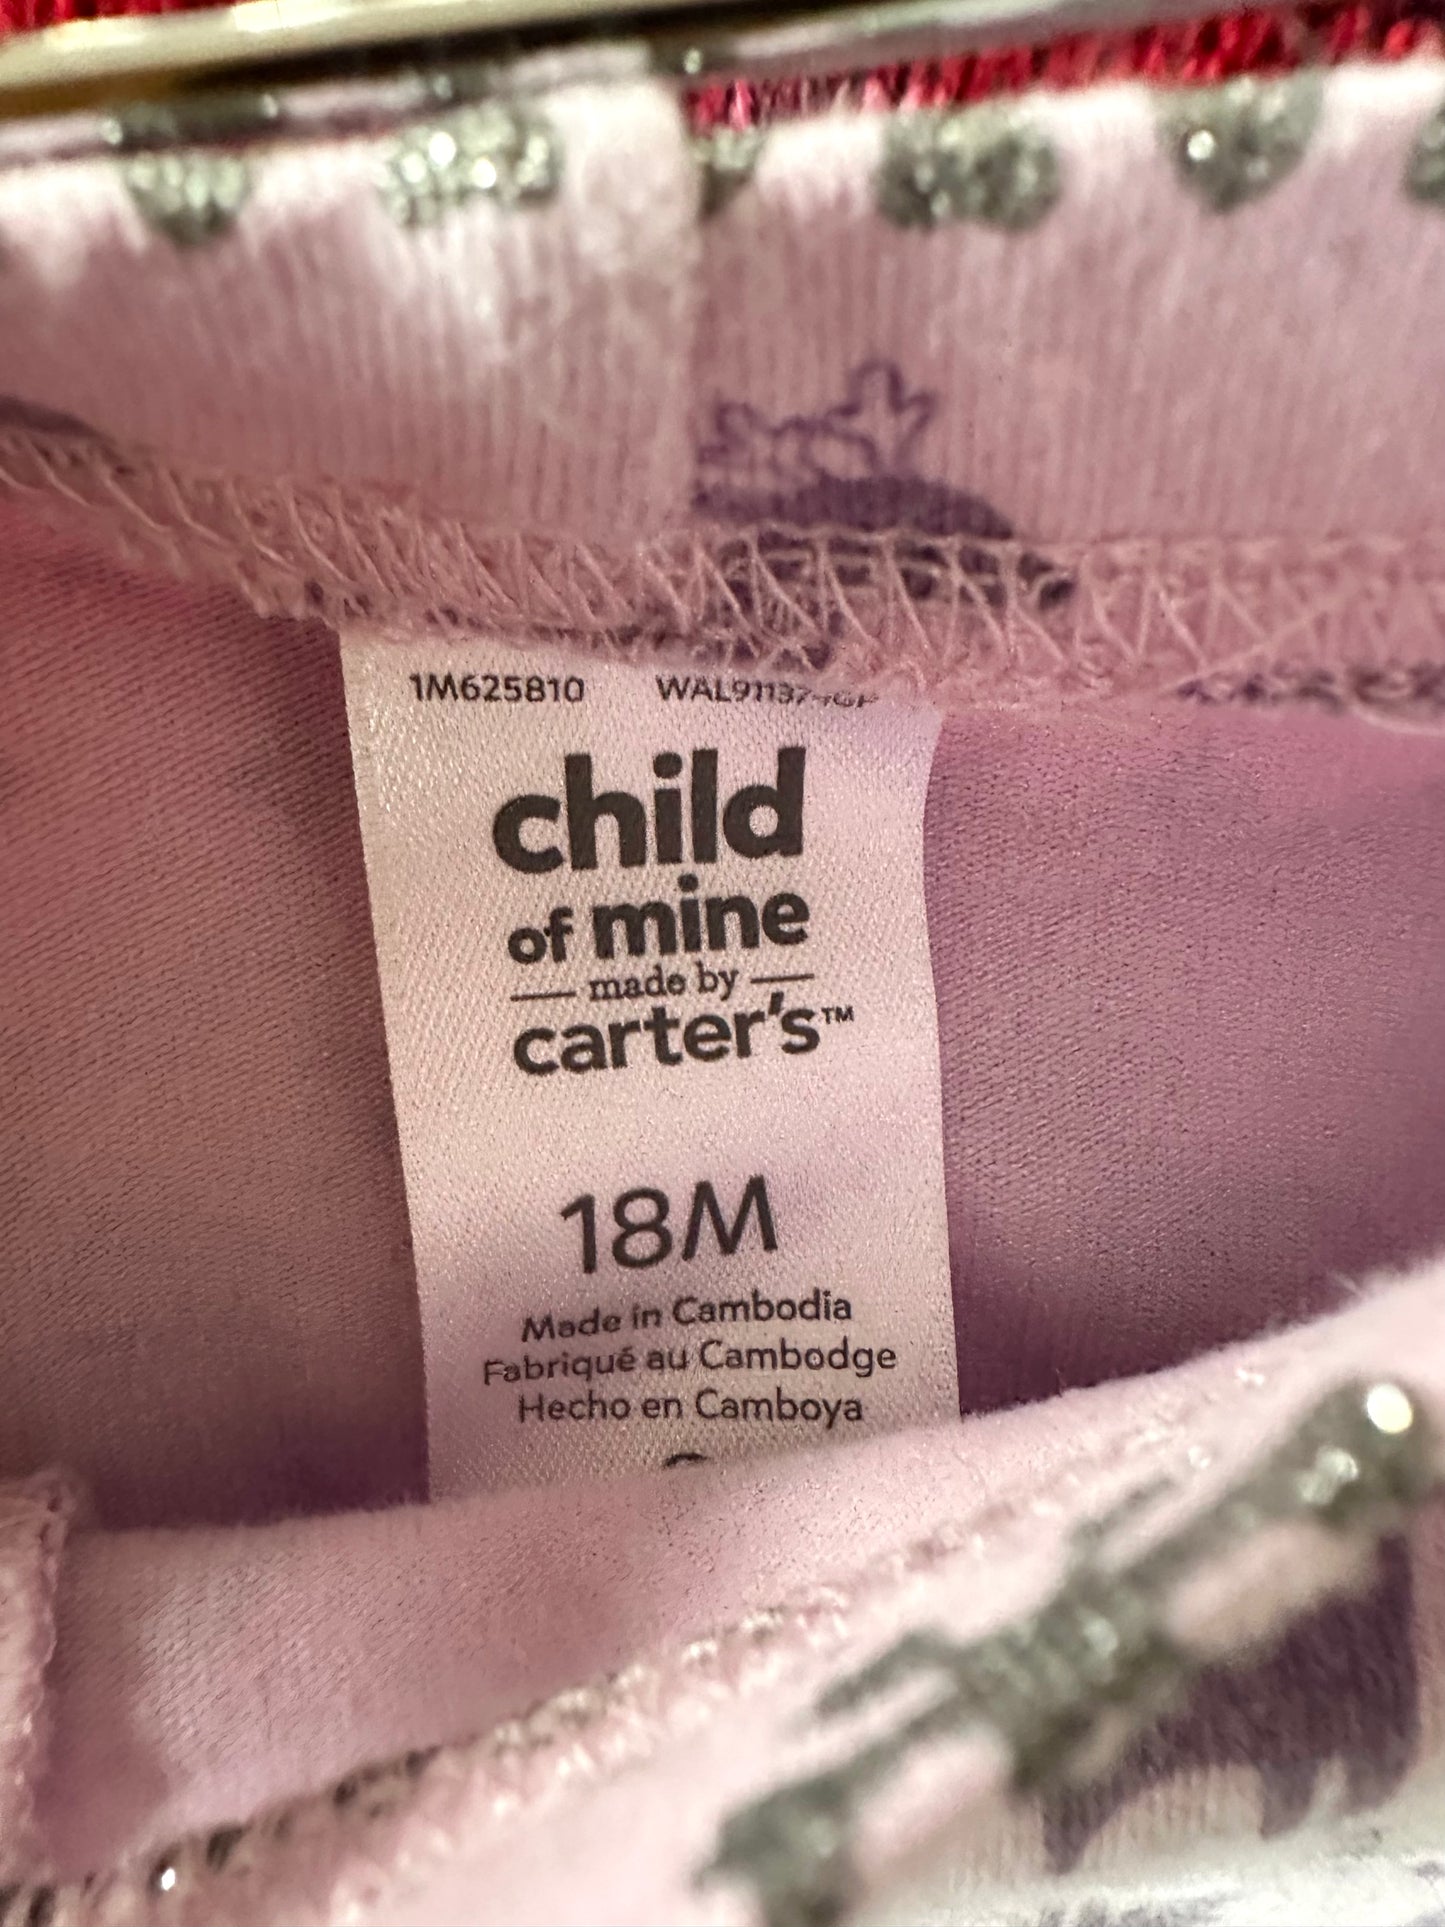 1M625810
child
of mine
made by
carter's™
18M
Made in Cambodia
Fabriqué au Cambodge
Hecho en Camboya